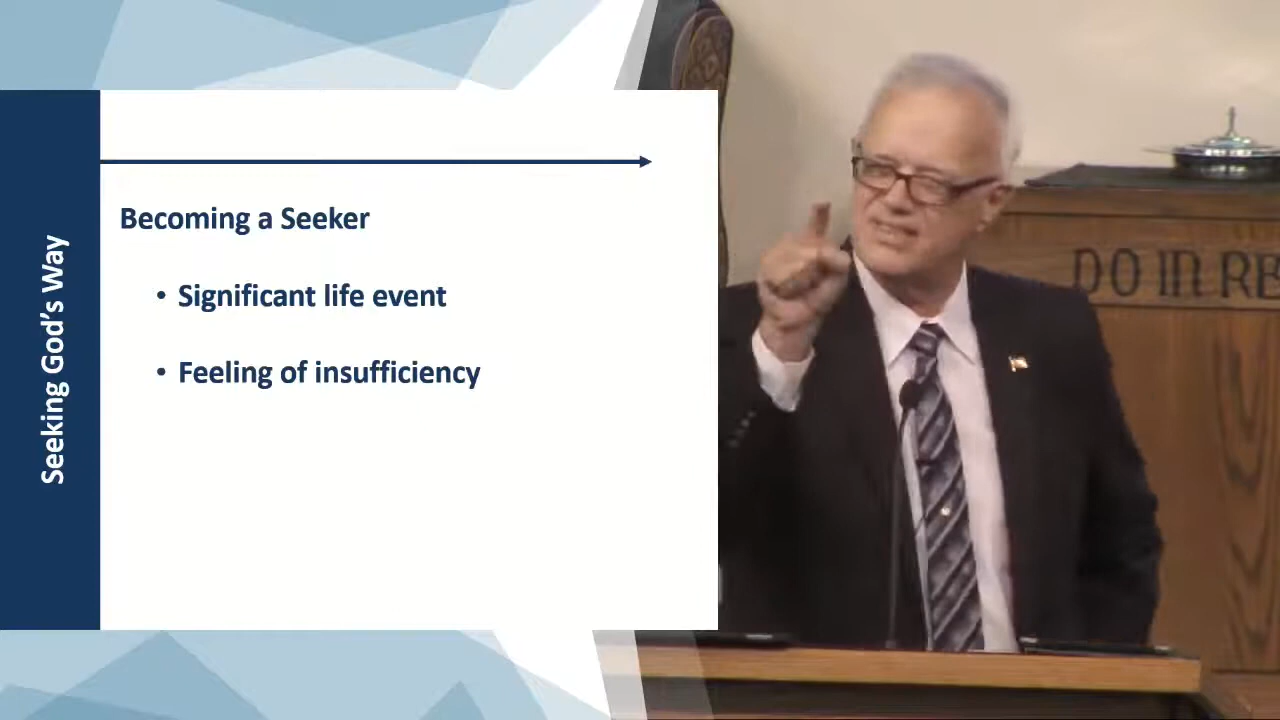 Seeking God's Way
Becoming a Seeker
• Significant life event
• Feeling of insufficiency
DO IN RE